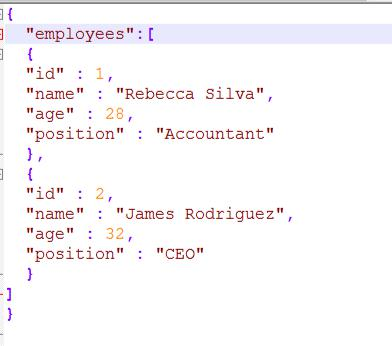 {
"employees":[
{
"id" : 1,
"name" : "Rebecca Silva",
"age" : 28,
"position" : "Accountant"
},
{
"id" : 2,
"name" : "James Rodriguez",
"age" : 32,
"position" : "CEO"
}
]
}